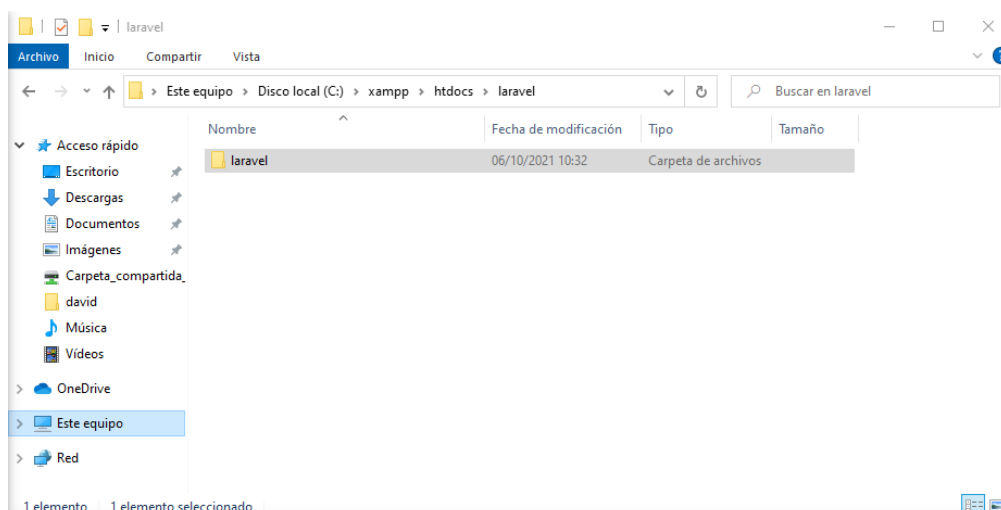 laravel
Archivo Inicio Compartir Vista
Este equipo > Disco local (C:) > xampp > htdocs > laravel
Buscar en laravel
Nombre Fecha de modificación Tipo Tamaño
laravel 06/10/2021 10:32 Carpeta de archivos
Acceso rápido
Escritorio
Descargas
Documentos
Imágenes
Carpeta_compartida_
david
Música
Vídeos
OneDrive
Este equipo
Red
1 elemento 1 elemento seleccionado